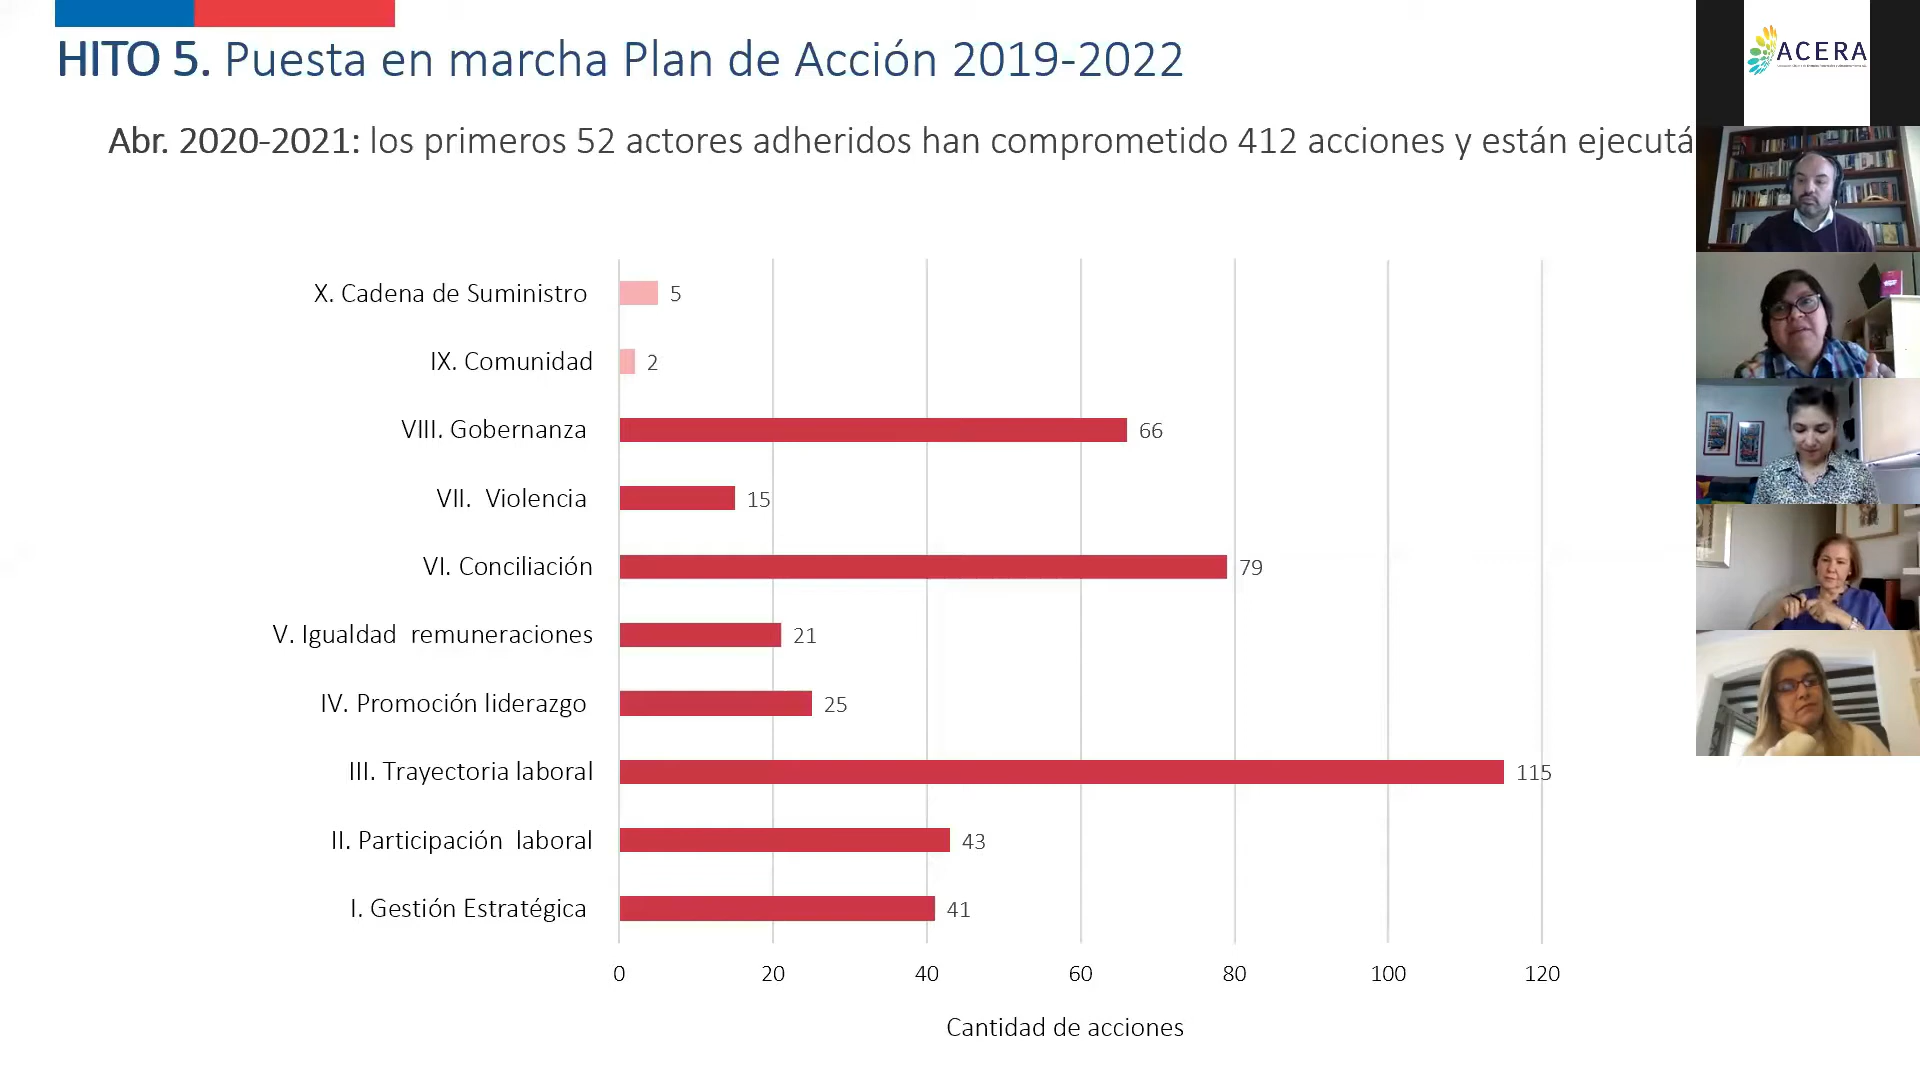 HITO 5. Puesta en marcha Plan de Acción 2019-2022
Abr. 2020-2021: los primeros 52 actores adheridos han comprometido 412 acciones y están ejecutá
ACERA
X. Cadena de Suministro 5
IX. Comunidad 2
VIII. Gobernanza 66
VII. Violencia 15
VI. Conciliación 79
V. Igualdad remuneraciones 21
IV. Promoción liderazgo 25
III. Trayectoria laboral 115
II. Participación laboral 43
I. Gestión Estratégica 41
0 20 40 60 80 100 120
Cantidad de acciones